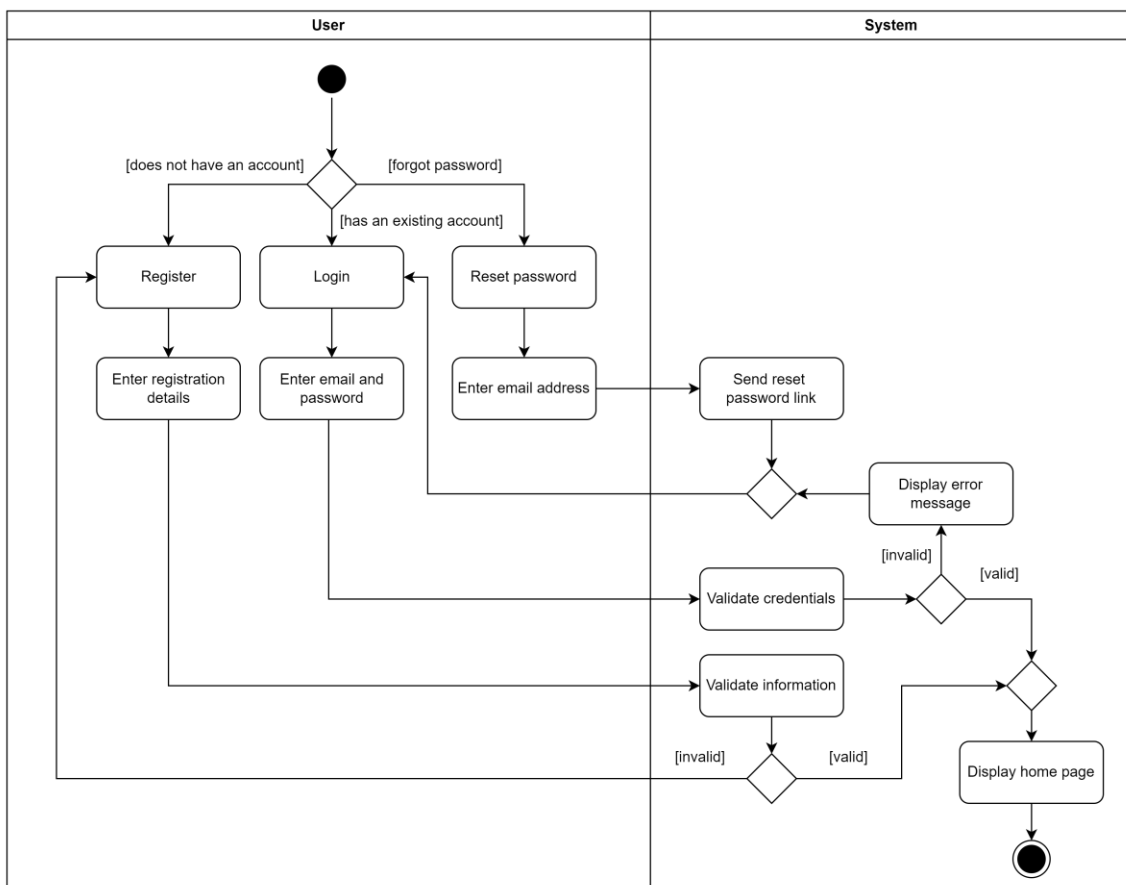 User
System
[does not have an account]
[forgot password]
[has an existing account]
Register
Login
Reset password
Enter registration
details
Enter email and
password
Enter email address
Send reset
password link
Display error
message
[invalid]
[valid]
Validate credentials
Validate information
[invalid]
[valid]
Display home page